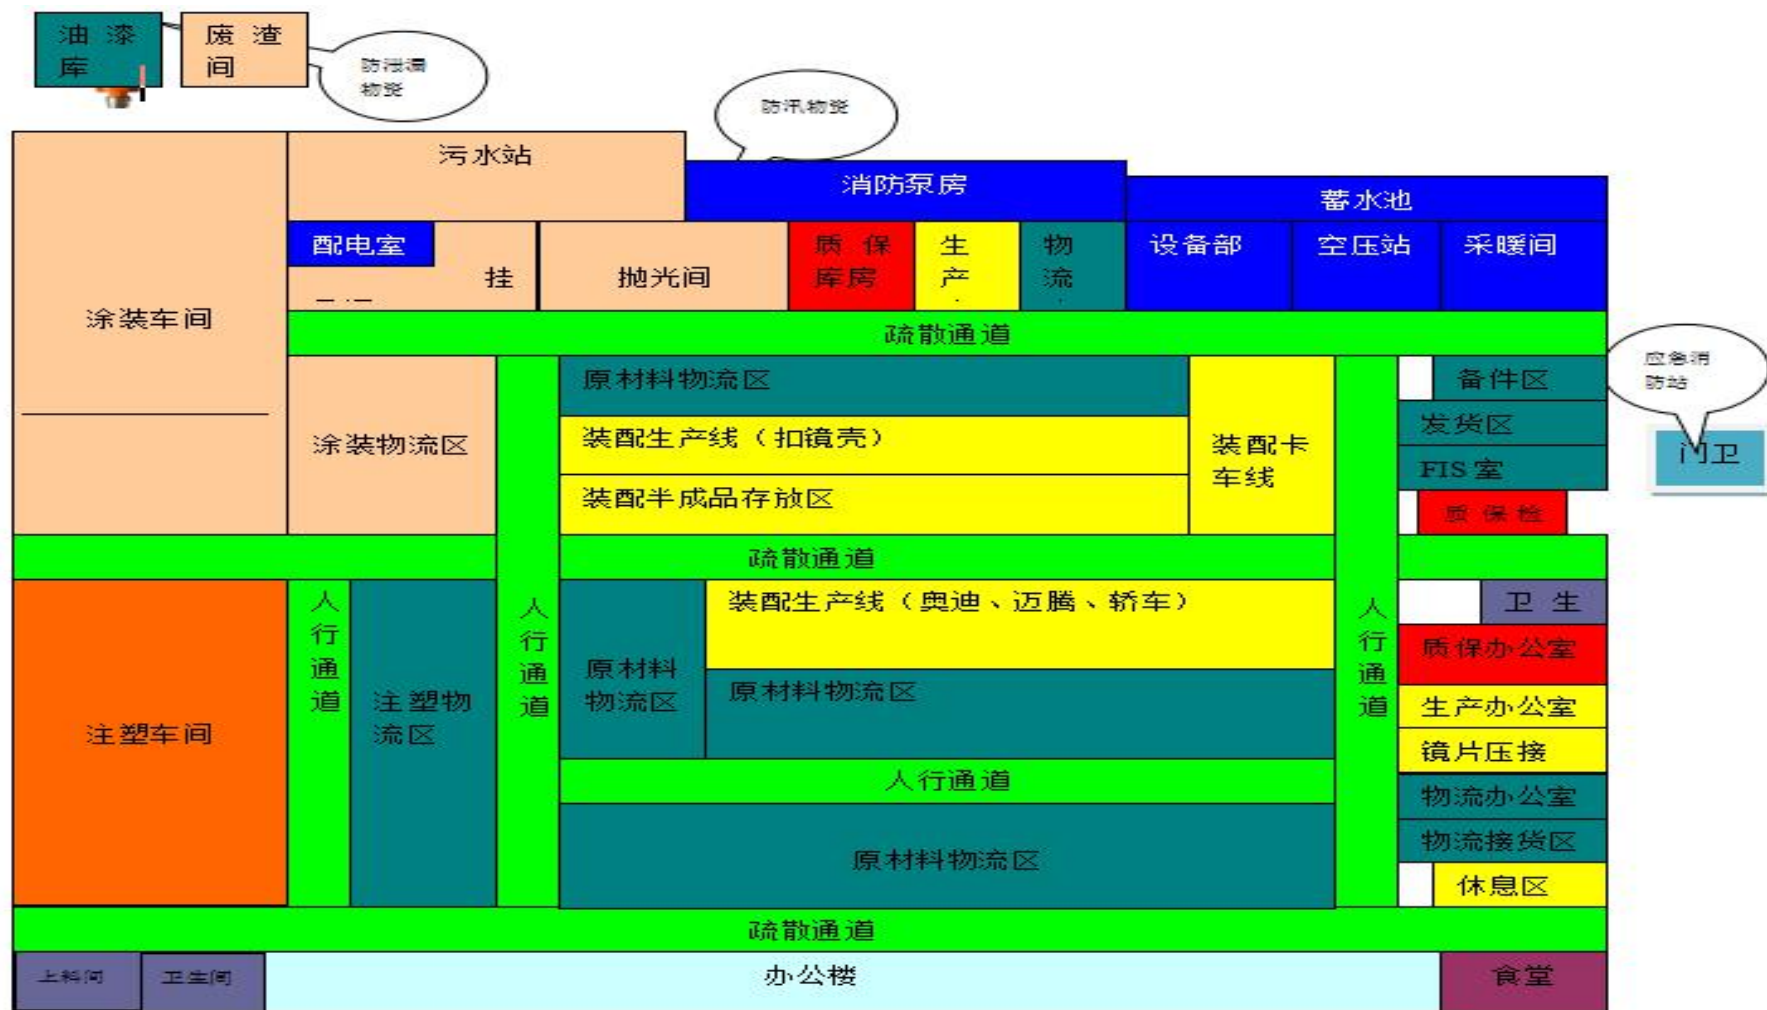 油 漆
库
废 渣
间
防泄漏
物资
防汛物资
污水站
消防泵房
蓄水池
配电室
挂
抛光间
质 保
库房
生
产
物
流
设备部
空压站
采暖间
涂装车间
疏散通道
应急消
防站
门卫
涂装物流区
原材料物流区
装配生产线（扣镜壳）
装配半成品存放区
装配卡
车线
备件区
发货区
FIS 室
质 保 检
疏散通道
注塑车间
人行通道
注塑物
流区
人行通道
原材料
物流区
装配生产线（奥迪、迈腾、轿车）
原材料物流区
人行通道
原材料物流区
人行通道
卫 生
质保办公室
生产办公室
镜片压接
物流办公室
物流接货区
休息区
疏散通道
上料间
卫生间
办公楼
食堂